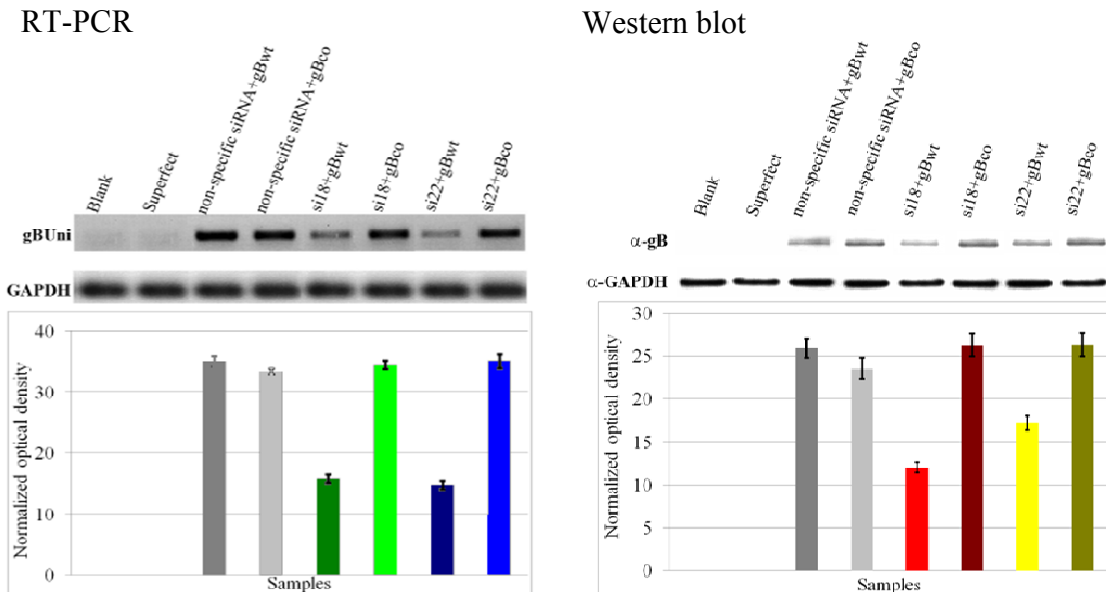 RT-PCR
Blank
Superfect
non-specific siRNA+gBwt
non-specific siRNA+gBco
si18+gBwt
si18+gBco
si22+gBwt
si22+gBco
gBUni
GAPDH
40
30
20
10
0
Normalized optical density
Samples
Western blot
Blank
Superfect
non-specific siRNA+gBwt
non-specific siRNA+gBco
si18+gBwt
si18+gBco
si22+gBwt
si22+gBco
α-gB
α-GAPDH
30
25
20
15
10
5
0
Normalized optical density
Samples